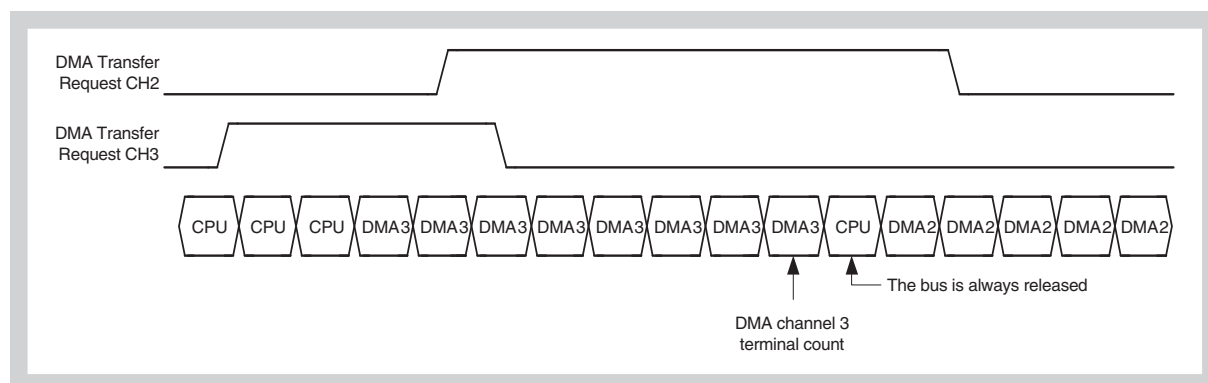 DMA Transfer
Request CH2
DMA Transfer
Request CH3
CPU CPU CPU DMA3 DMA3 DMA3 DMA3 DMA3 DMA3 DMA3 DMA3 CPU DMA2 DMA2 DMA2 DMA2 DMA2
The bus is always released
DMA channel 3
terminal count